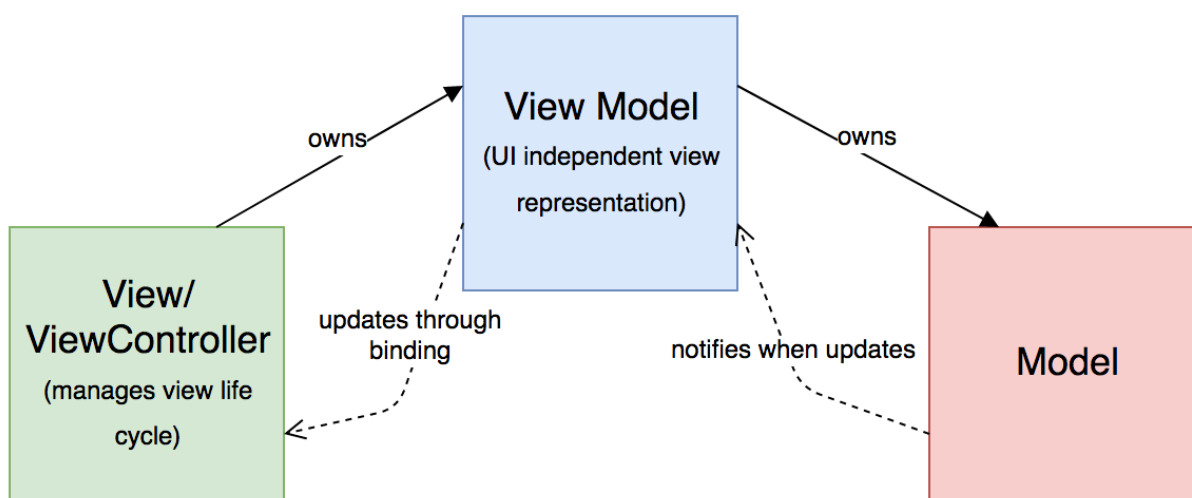 View Model
(UI independent view
representation)
owns
owns
View/
ViewController
(manages view life
cycle)
updates through
binding
notifies when updates
Model